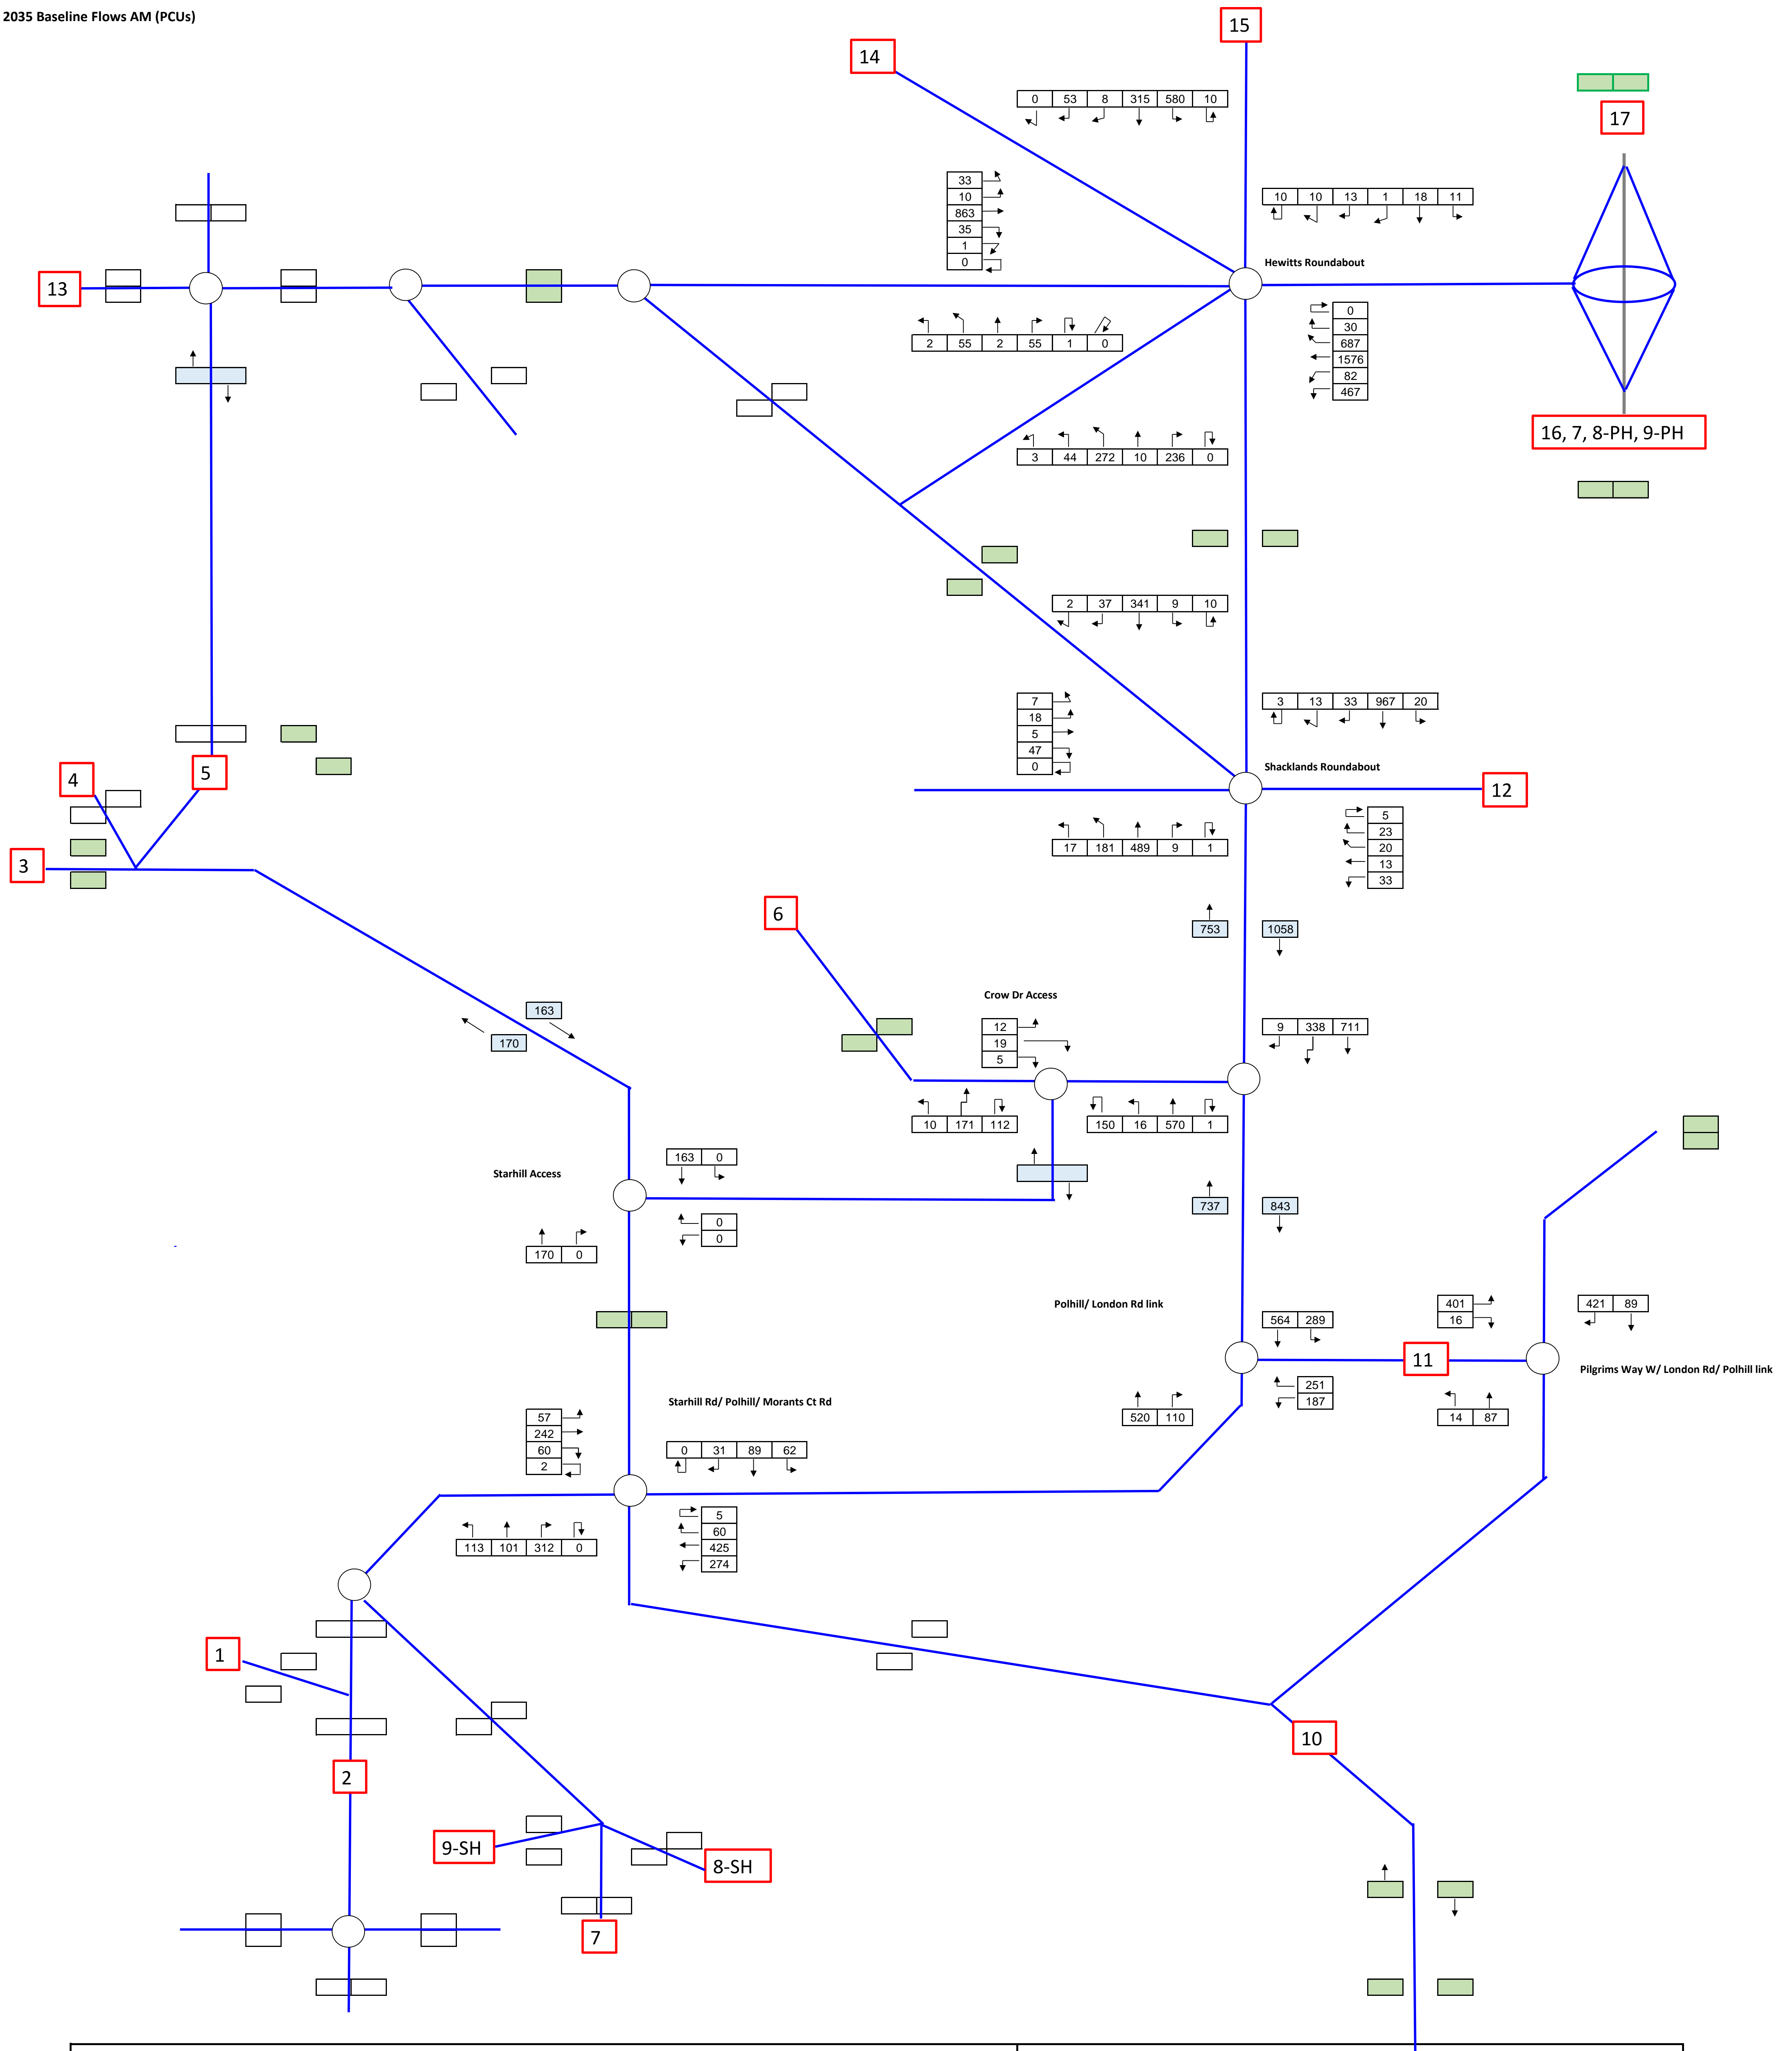 2035 Baseline Flows AM (PCUs)
15
14
0 53 8 315 580 10
17
33
10
863
35
1
0
10 10 13 1 18 11
Hewitts Roundabout
13
0
30
687
1576
82
467
2 55 2 55 1 0
16, 7, 8-PH, 9-PH
3 44 272 10 236 0
2 37 341 9 10
7
18
5
47
0
3 13 33 967 20
Shacklands Roundabout
4
5
12
3
5
23
20
13
33
17 181 489 9 1
6
753 1058
Crow Dr Access
163
170
12
19
5
9 338 711
10 171 112
150 16 570 1
Starhill Access
163 0
737 843
0
0
170 0
Polhill/ London Rd link
564 289
401
16
421 89
11
Pilgrims Way W/ London Rd/ Polhill link
251
187
520 110
14 87
Starhill Rd/ Polhill/ Morants Ct Rd
57
242
60
2
0 31 89 62
5
60
425
274
113 101 312 0
1
10
2
9-SH
8-SH
7